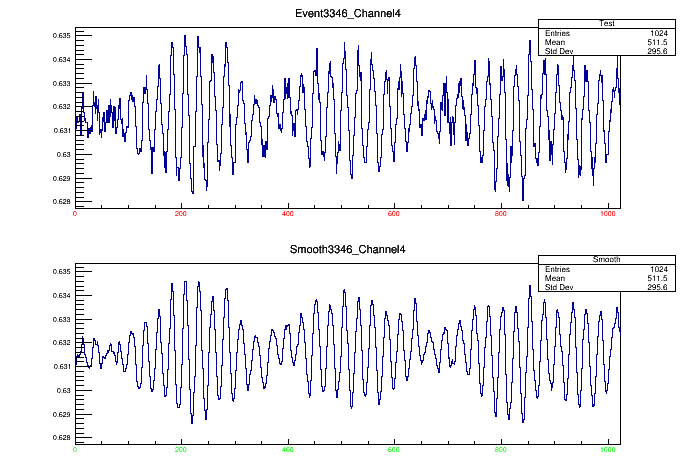 Event3346_Channel4
Test
Entries 1024
Mean 511.5
Std Dev 295.6
0.635
0.634
0.633
0.632
0.631
0.63
0.629
0.628
0 200 400 600 800 1000
Smooth3346_Channel4
Smooth
Entries 1024
Mean 511.5
Std Dev 295.6
0.635
0.634
0.633
0.632
0.631
0.63
0.629
0.628
0 200 400 600 800 1000